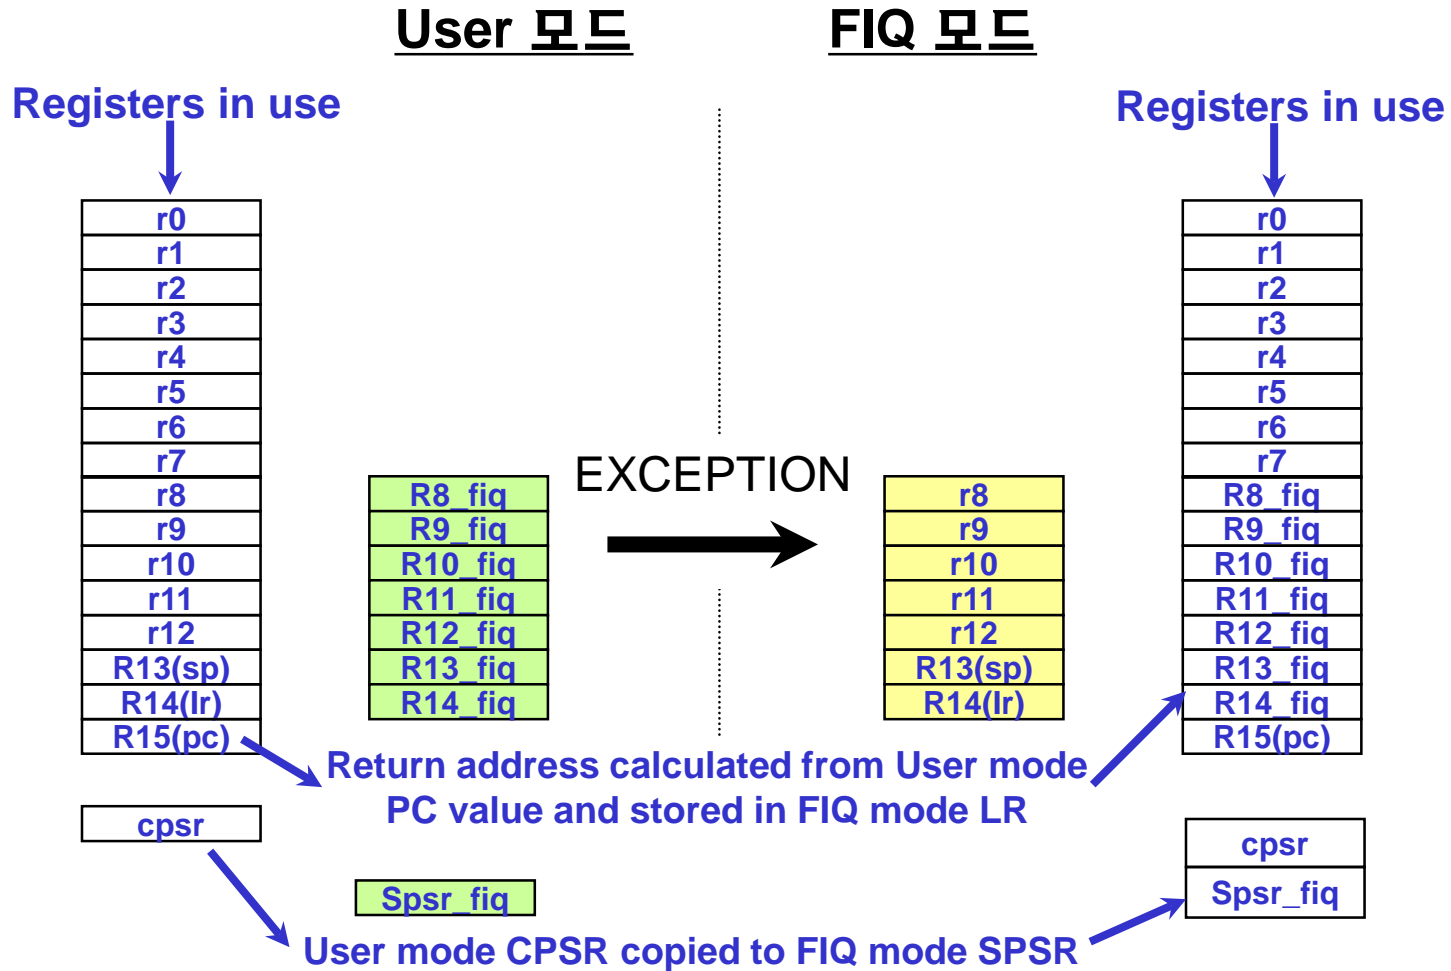 User 모드
FIQ 모드
Registers in use
Registers in use
r0
r1
r2
r3
r4
r5
r6
r7
r8
r9
r10
r11
r12
R13(sp)
R14(lr)
R15(pc)
cpsr
R8_fiq
R9_fiq
R10_fiq
R11_fiq
R12_fiq
R13_fiq
R14_fiq
Spsr_fiq
EXCEPTION
r8
r9
r10
r11
r12
R13(sp)
R14(lr)
r0
r1
r2
r3
r4
r5
r6
r7
R8_fiq
R9_fiq
R10_fiq
R11_fiq
R12_fiq
R13_fiq
R14_fiq
R15(pc)
cpsr
Spsr_fiq
Return address calculated from User mode
PC value and stored in FIQ mode LR
User mode CPSR copied to FIQ mode SPSR